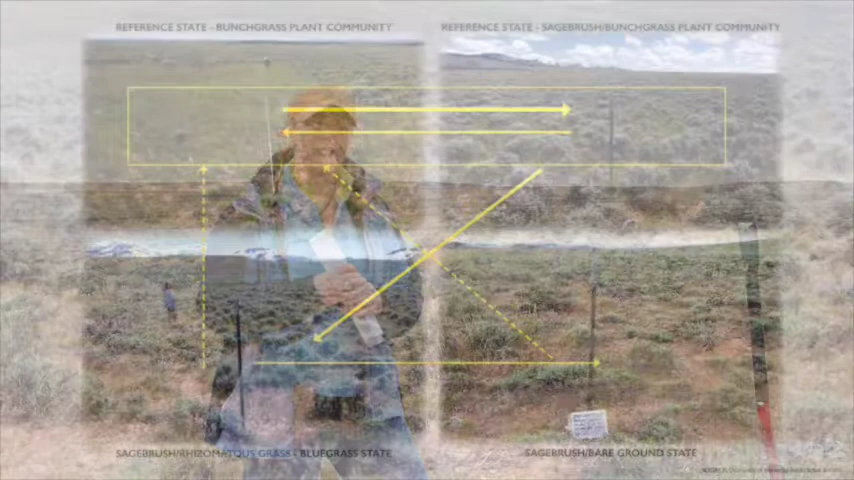 REFERENCE STATE - BUNCHGRASS PLANT COMMUNITY
REFERENCE STATE - SAGEBRUSH/BUNCHGRASS PLANT COMMUNITY
SAGEBRUSH/RHIZOMATOUS GRASS - BLUEGRASS STATE
SAGEBRUSH/BARE GROUND STATE